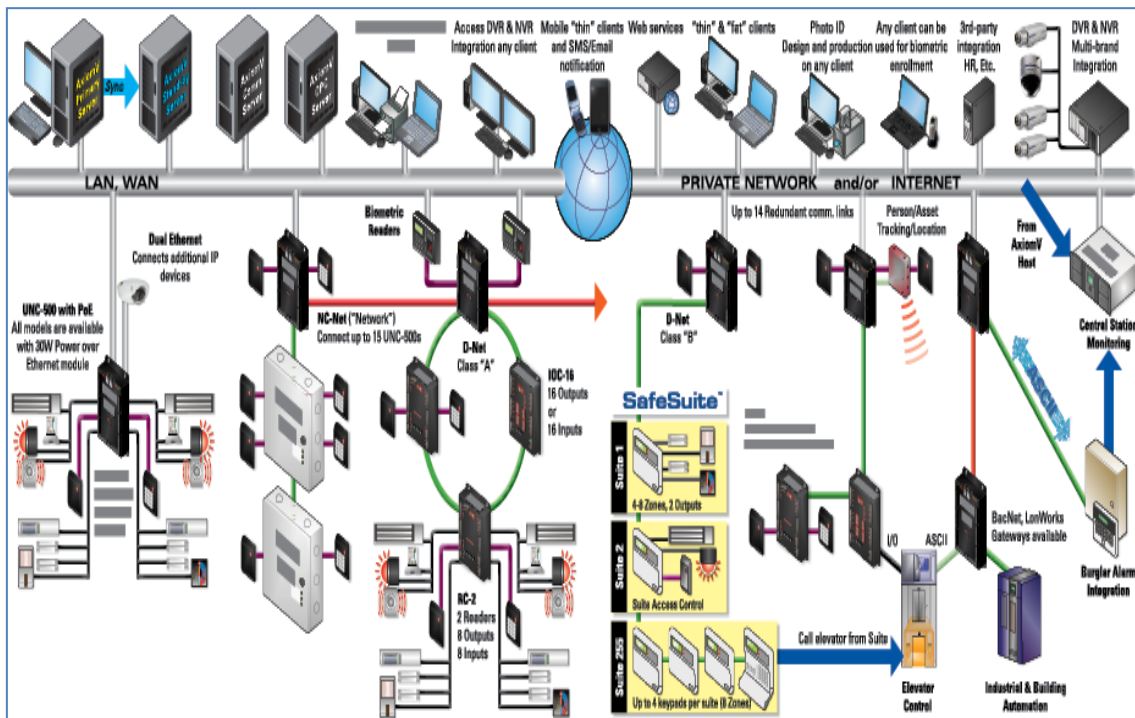 AxiomV
Primary
Server
Sync
AxiomV
Stand-by
Server
AxiomV
Comm.
Server
AxiomV
OPC
Server
Access DVR & NVR
Integration any client
Mobile “thin” clients
and SMS/Email
notification
Web services
“thin” & “fat” clients
Photo ID
Design and production
on any client
Any client can be
used for biometric
enrollment
3rd-party
integration
HR, Etc.
DVR & NVR
Multi-brand
Integration
LAN, WAN
PRIVATE NETWORK and/or INTERNET
Dual Ethernet
Connects additional IP
devices
UNC-500 with PoE
All models are available
with 30W Power over
Ethernet module
Biometric
Readers
NC-Net (“Network”)
Connect up to 15 UNC-500s
D-Net
Class “A”
IOC-16
16 Outputs
or
16 Inputs
RC-2
2 Readers
8 Outputs
8 Inputs
Up to 14 Redundant comm. links
Person/Asset
Tracking/Location
D-Net
Class “B”
From
AxiomV
Host
Central Station
Monitoring
ASCII
SafeSuite™
Suite 1
4-8 Zones, 2 Outputs
Suite 2
Suite Access Control
Suite 255
Up to 4 keypads per suite (8 Zones)
Call elevator from Suite
I/O
ASCII
BacNet, LonWorks
Gateways available
Elevator
Control
Industrial & Building
Automation
Burglar Alarm
Integration